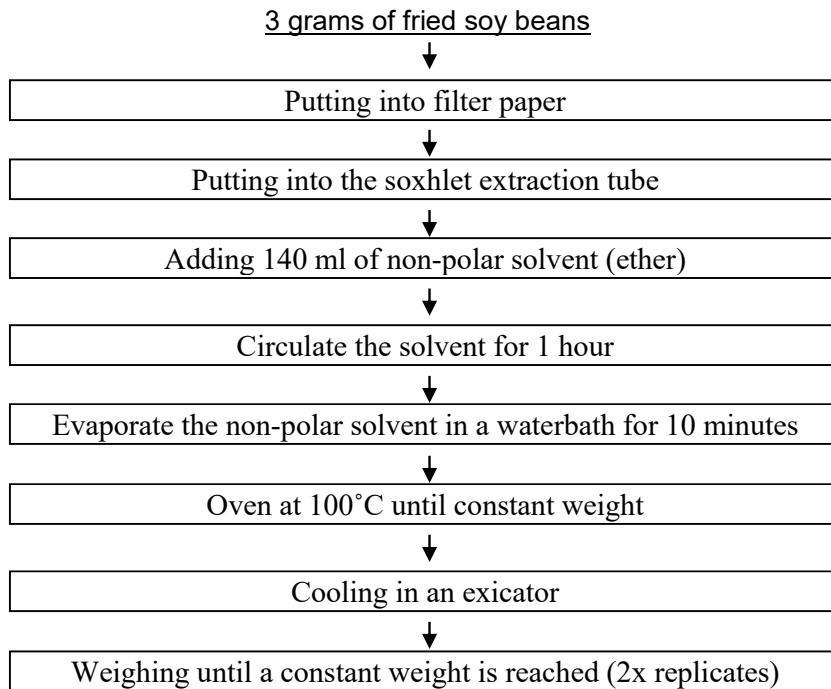 3 grams of fried soy beans
Putting into filter paper
Putting into the soxhlet extraction tube
Adding 140 ml of non-polar solvent (ether)
Circulate the solvent for 1 hour
Evaporate the non-polar solvent in a waterbath for 10 minutes
Oven at 100˚C until constant weight
Cooling in an exicator
Weighing until a constant weight is reached (2x replicates)